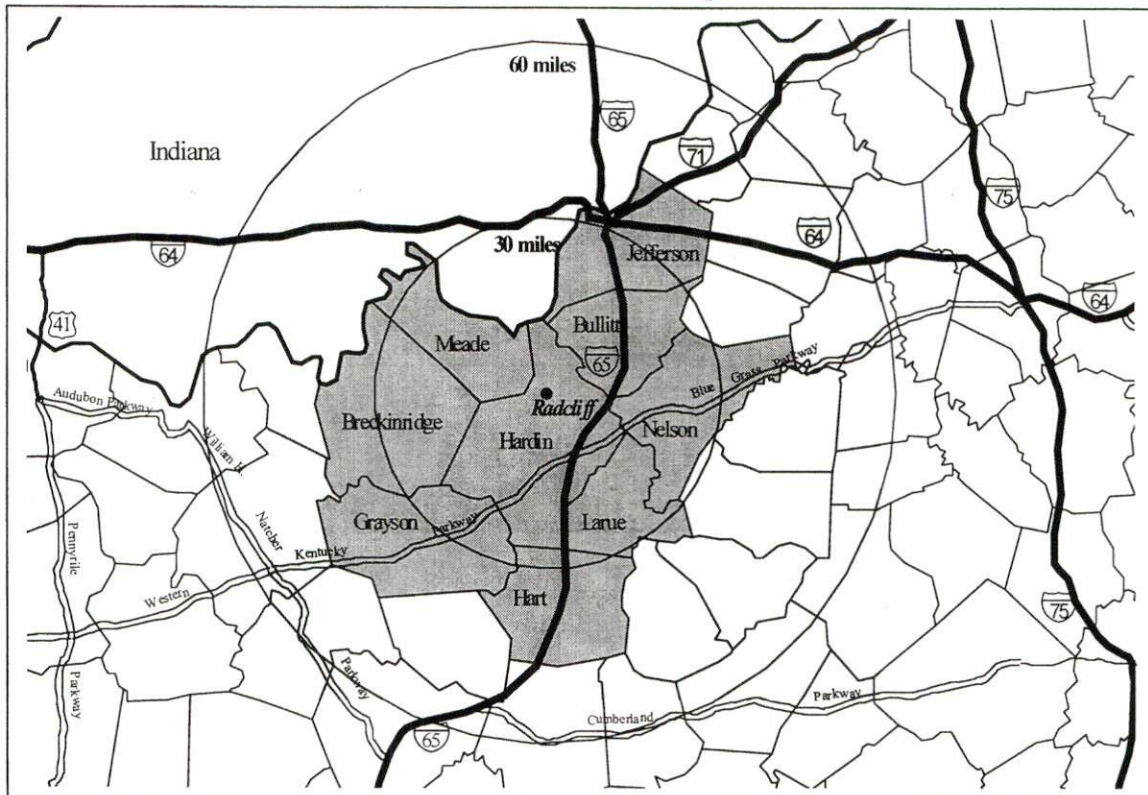 60 miles
65
Indiana
71
75
64
30 miles
64
Jefferson
64
41
Bullitt
Meade
65
Blue Grass Parkway
Audubon Parkway
Radcliff
Breckinridge
Nelson
William H.
Hardin
Grayson
Parkway
Larue
Natcher
Kentucky
Pennyrile
Western
Hart
75
Parkway
Parkway
Parkway
Cumberland
65